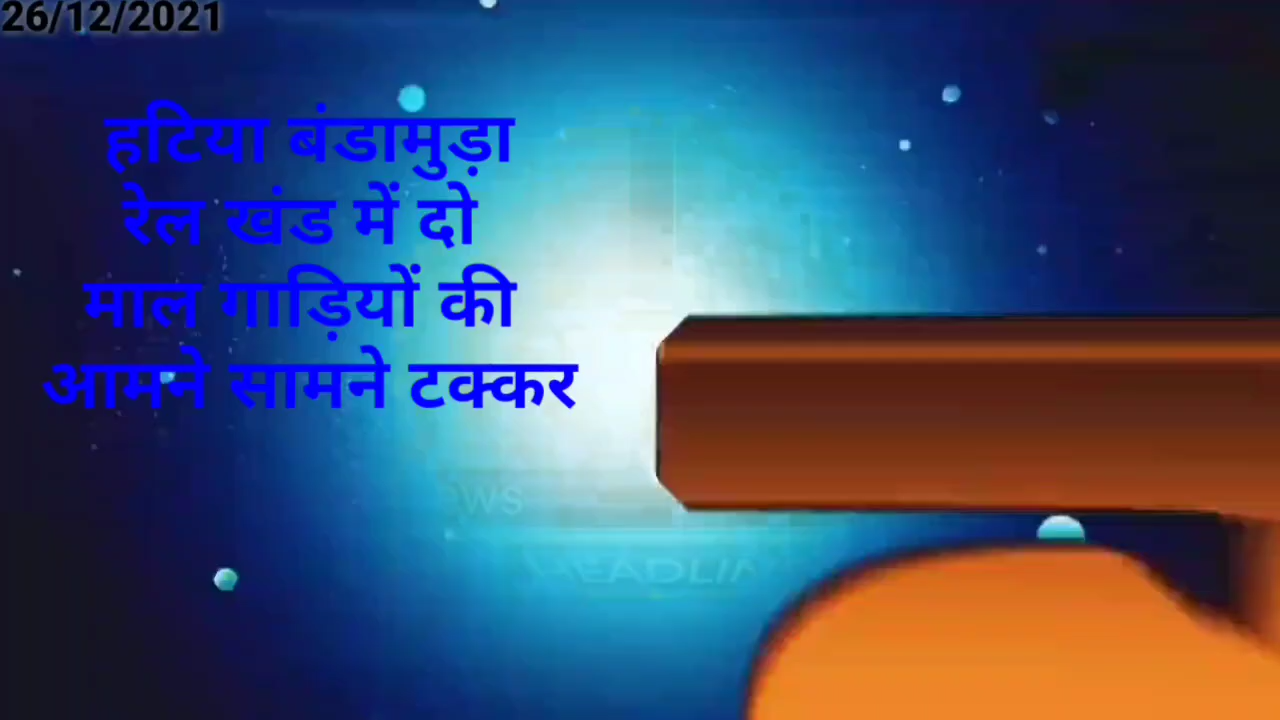 26/12/2021
हटिया बंडामुड़ा
रेल खंड में दो
माल गाड़ियों की
आमने सामने टक्कर